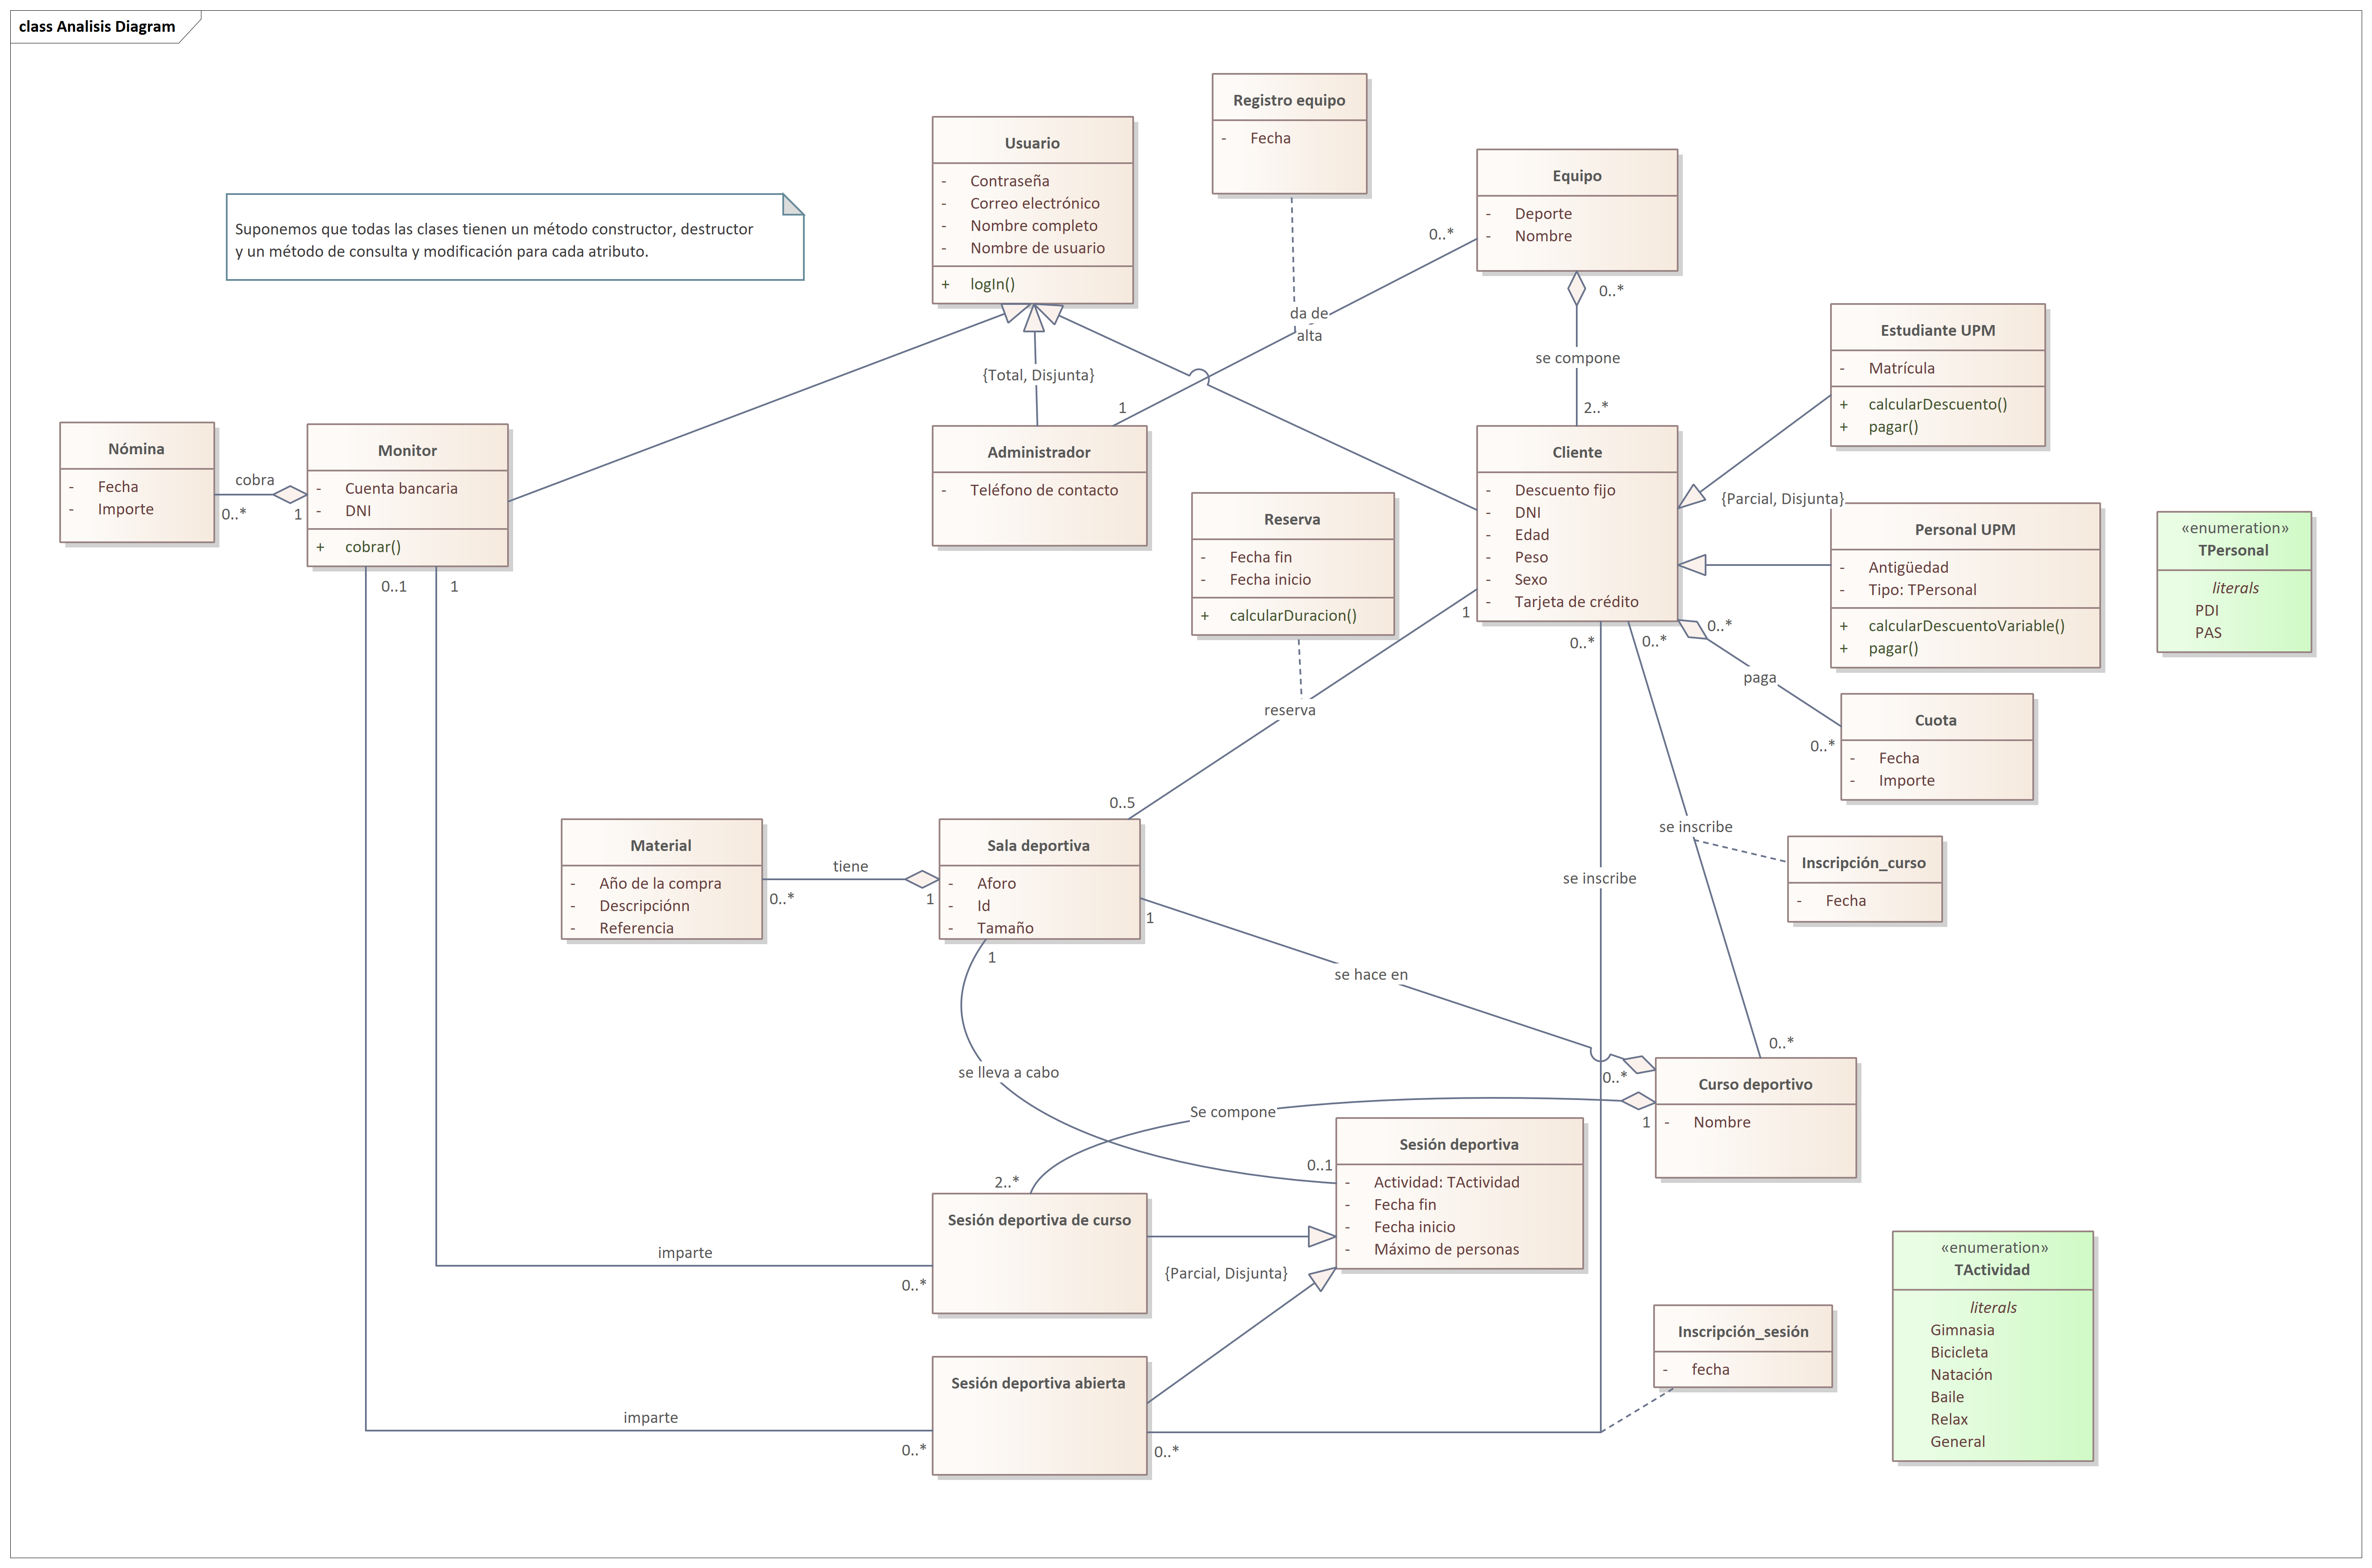 class Analisis Diagram
Suponemos que todas las clases tienen un método constructor, destructor
y un método de consulta y modificación para cada atributo.
Usuario
- Contraseña
- Correo electrónico
- Nombre completo
- Nombre de usuario
+ logIn()
Registro equipo
- Fecha
Equipo
- Deporte
- Nombre
0..*
0..*
da de
alta
1
se compone
2..*
{Total, Disjunta}
Estudiante UPM
- Matrícula
+ calcularDescuento()
+ pagar()
Nómina
- Fecha
- Importe
cobra
0..*
1
Monitor
- Cuenta bancaria
- DNI
+ cobrar()
0..1
1
Administrador
- Teléfono de contacto
Reserva
- Fecha fin
- Fecha inicio
+ calcularDuracion()
Cliente
- Descuento fijo
- DNI
- Edad
- Peso
- Sexo
- Tarjeta de crédito
{Parcial, Disjunta}
Personal UPM
- Antigüedad
- Tipo: TPersonal
+ calcularDescuentoVariable()
+ pagar()
«enumeration»
TPersonal
literals
PDI
PAS
1
0..*
0..*
0..*
paga
0..*
Cuota
- Fecha
- Importe
reserva
0..5
Material
- Año de la compra
- Descripciónn
- Referencia
tiene
0..*
1
Sala deportiva
- Aforo
- Id
- Tamaño
1
1
se inscribe
se inscribe
Inscripción_curso
- Fecha
se hace en
0..*
0..*
Curso deportivo
- Nombre
1
se lleva a cabo
Se compone
2..*
0..1
Sesión deportiva
- Actividad: TActividad
- Fecha fin
- Fecha inicio
- Máximo de personas
Sesión deportiva de curso
imparte
0..*
{Parcial, Disjunta}
Sesión deportiva abierta
imparte
0..*
0..*
Inscripción_sesión
- fecha
«enumeration»
TActividad
literals
Gimnasia
Bicicleta
Natación
Baile
Relax
General